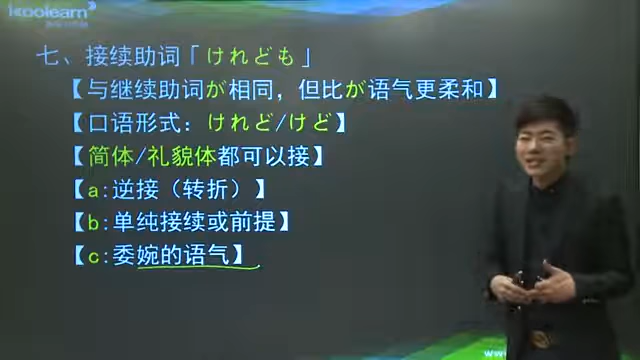 koolearn
七、接续助词「けれども」
【与继续助词が相同，但比が语气更柔和】
【口语形式：けれど/けど】
【简体/礼貌体都可以接】
【a:逆接（转折）】
【b:单纯接续或前提】
【c:委婉的语气】